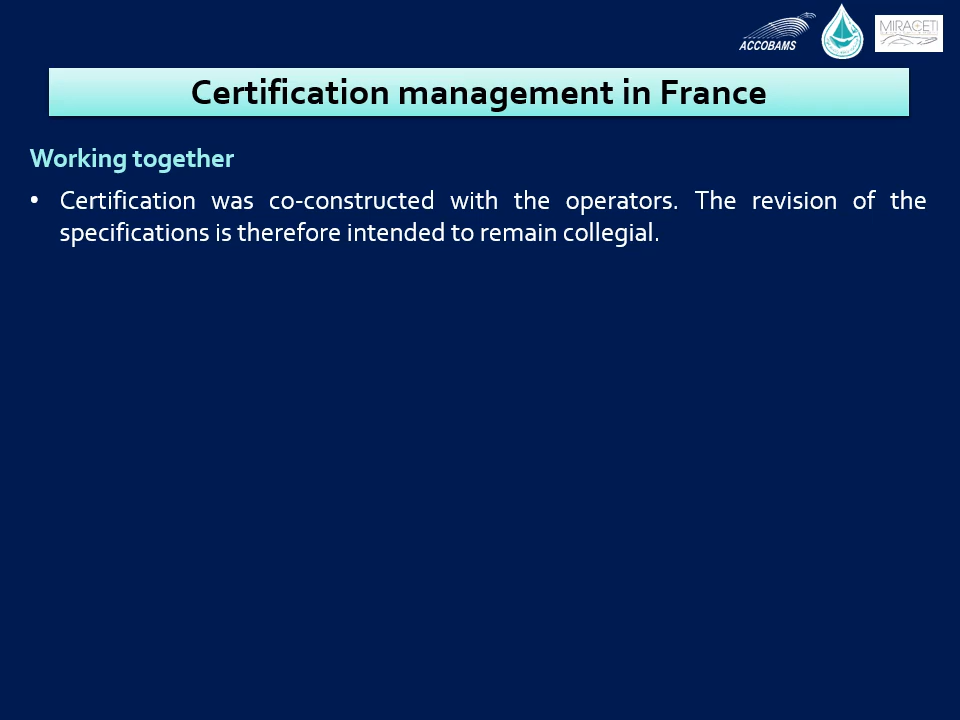 ACCOBAMS
MIRACETI
Certification management in France
Working together
• Certification was co-constructed with the operators. The revision of the
specifications is therefore intended to remain collegial.